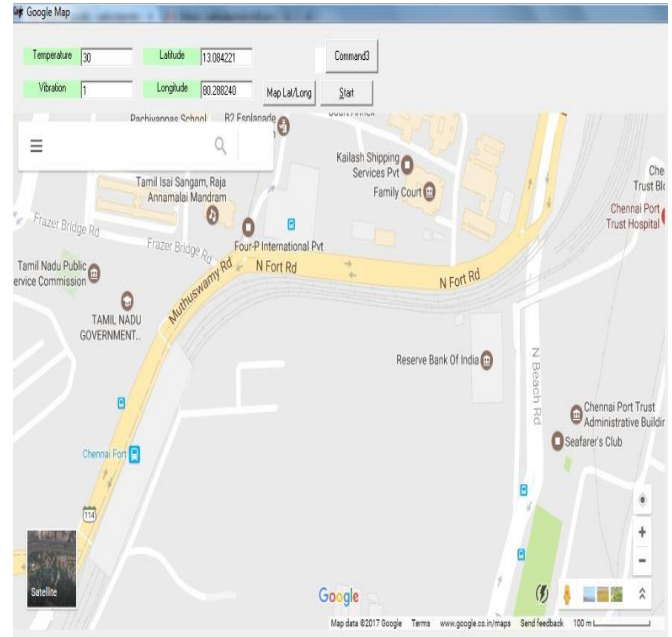 Google Map
Temperature 30 Latitude 13.084221 Command3
Vibration 1 Longitude 80.288240 Map Lat/Long Start
Pachiyappas School
B2 Esplanade
Kailash Shipping
Services Pvt
Family Court
Tamil Isai Sangam, Raja
Annamalai Mandram
Che
Trust Blo
Chennai Port
Trust Hospital
Frazer Bridge Rd
Frazer Bridge Rd
Four-P International Pvt
N Fort Rd
N Fort Rd
Muthuswamy Rd
Tamil Nadu Public
ervice Commission
TAMIL NADU
GOVERNMENT...
Reserve Bank Of India
N Beach Rd
Chennai Port Trust
Administrative Buildir
Seafarer's Club
Chennai Fort
114
Satellite
Google
Map data ©2017 Google Terms www.google.co.in/maps Send feedback 100 m